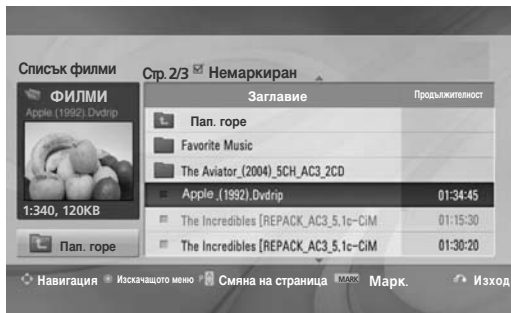 Списък филми
Стр. 2/3 Немаркиран
ФИЛМИ
Apple.(1992).Dvdrip
1:340, 120KB
Пап. горе
Заглавие Продължителност
Пап. горе
Favorite Music
The Aviator_(2004)_5CH_AC3_2CD
Apple_(1992)_Dvdrip 01:34:45
The Incredibles [REPACK_AC3_5,1c-CiM 01:15:30
The Incredibles [REPACK_AC3_5,1c-CiM 01:30:20
Навигация Изскачащото меню P Смяна на страница MARK Марк. Изход